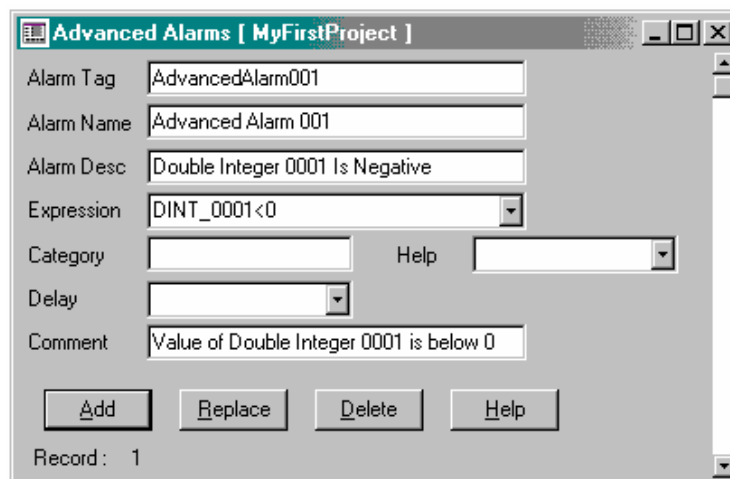 Advanced Alarms [ MyFirstProject ]
Alarm Tag AdvancedAlarm001
Alarm Name Advanced Alarm 001
Alarm Desc Double Integer 0001 Is Negative
Expression DINT_0001<0
Category Help
Delay
Comment Value of Double Integer 0001 is below 0
Add Replace Delete Help
Record : 1